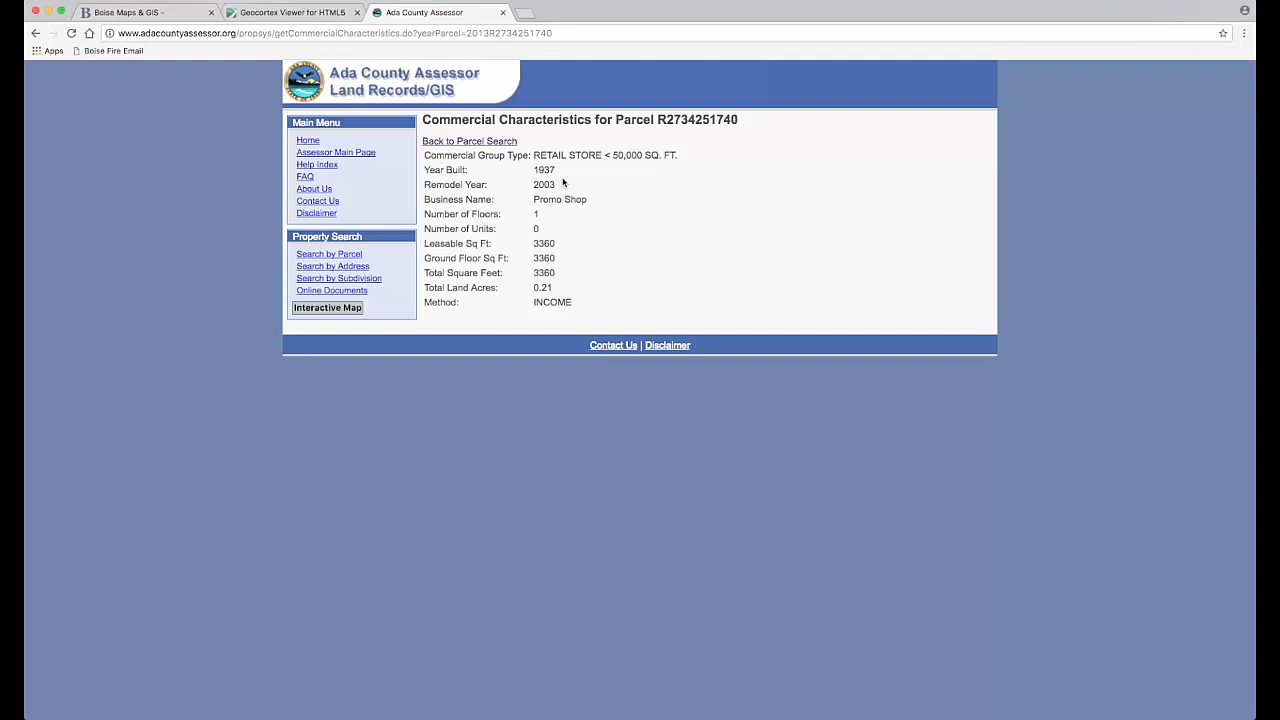 Boise Maps & GIS -
Geocortex Viewer for HTML5
Ada County Assessor
www.adacountyassessor.org/propsys/getCommercialCharacteristics.do?yearParcel=2013R2734251740
Apps
Boise Fire Email
Ada County Assessor
Land Records/GIS
Main Menu
Home
Assessor Main Page
Help Index
FAQ
About Us
Contact Us
Disclaimer
Property Search
Search by Parcel
Search by Address
Search by Subdivision
Online Documents
Interactive Map
Commercial Characteristics for Parcel R2734251740
Back to Parcel Search
Commercial Group Type: RETAIL STORE < 50,000 SQ. FT.
Year Built: 1937
Remodel Year: 2003
Business Name: Promo Shop
Number of Floors: 1
Number of Units: 0
Leasable Sq Ft: 3360
Ground Floor Sq Ft: 3360
Total Square Feet: 3360
Total Land Acres: 0.21
Method: INCOME
Contact Us | Disclaimer